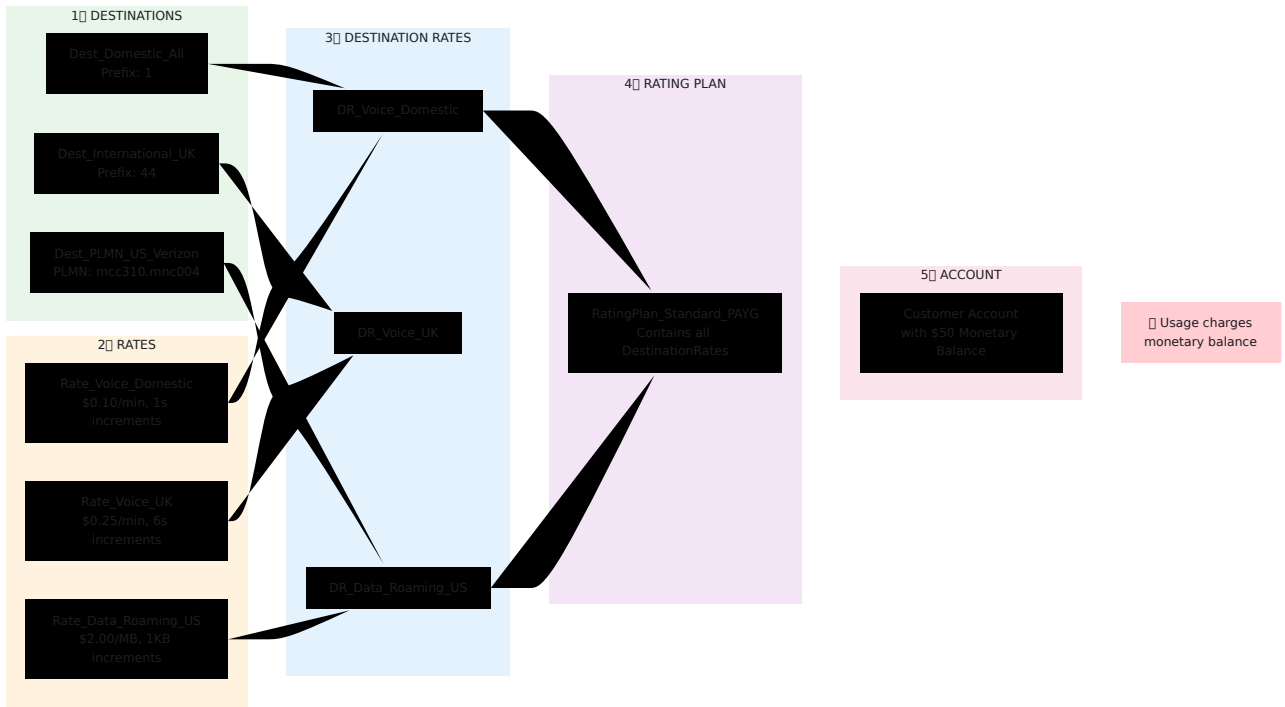 1▯ DESTINATIONS
Dest_Domestic_All
Prefix: 1
Dest_International_UK
Prefix: 44
Dest_PLMN_US_Verizon
PLMN: mcc310.mnc004
2▯ RATES
Rate_Voice_Domestic
$0.10/min, 1s
increments
Rate_Voice_UK
$0.25/min, 6s
increments
Rate_Data_Roaming_US
$2.00/MB, 1KB
increments
3▯ DESTINATION RATES
DR_Voice_Domestic
DR_Voice_UK
DR_Data_Roaming_US
4▯ RATING PLAN
RatingPlan_Standard_PAYG
Contains all
DestinationRates
5▯ ACCOUNT
Customer Account
with $50 Monetary
Balance
▯ Usage charges
monetary balance